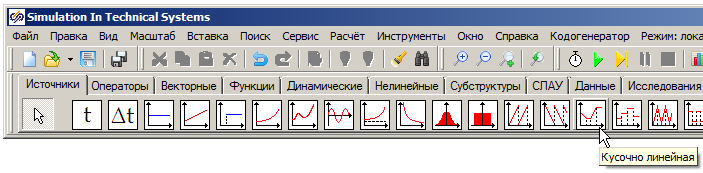 Simulation In Technical Systems
Файл Правка Вид Масштаб Вставка Поиск Сервис Расчёт Инструменты Окно Справка Кодогенератор Режим: лока
Источники Операторы Векторные Функции Динамические Нелинейные Субструктуры СПАУ Данные Исследования
t Δt
Кусочно линейная